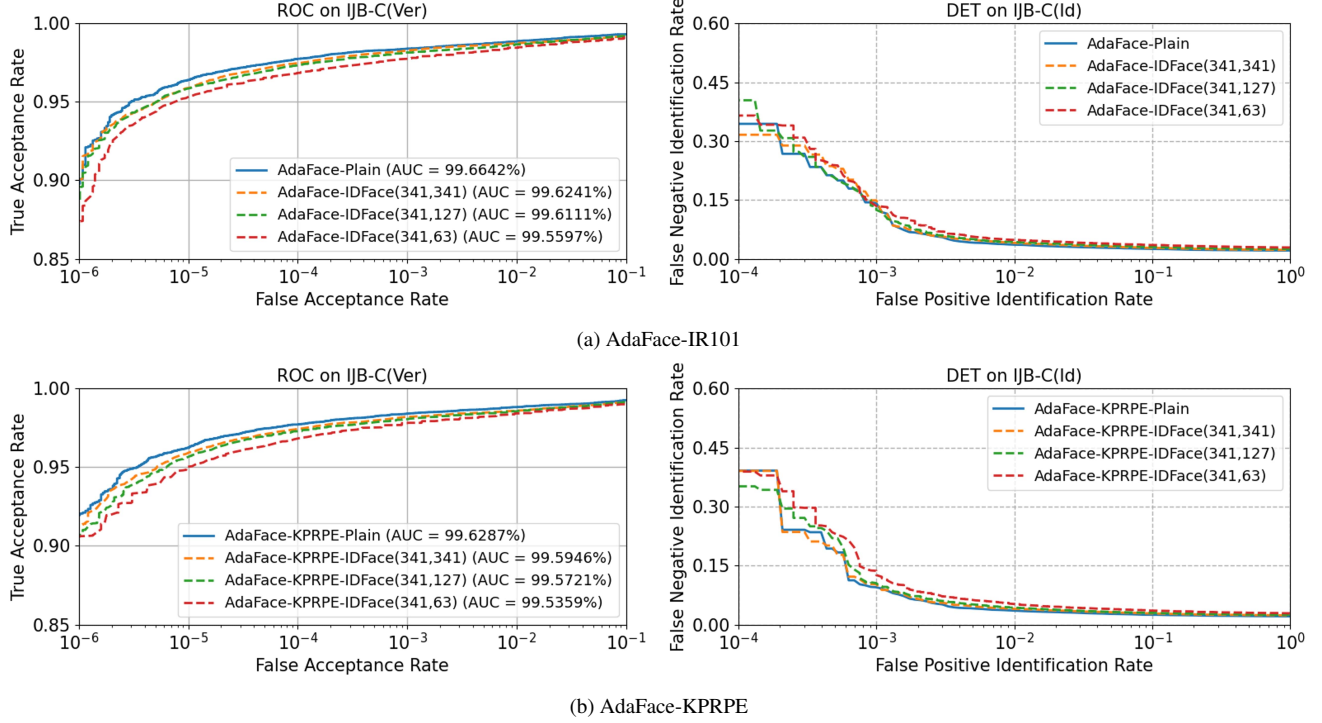 ROC on IJB-C(Ver)
True Acceptance Rate
1.00
0.95
0.90
0.85
AdaFace-Plain (AUC = 99.6642%)
AdaFace-IDFace(341,341) (AUC = 99.6241%)
AdaFace-IDFace(341,127) (AUC = 99.6111%)
AdaFace-IDFace(341,63) (AUC = 99.5597%)
10⁻⁶ 10⁻⁵ 10⁻⁴ 10⁻³ 10⁻² 10⁻¹
False Acceptance Rate
DET on IJB-C(Id)
False Negative Identification Rate
0.60
0.45
0.30
0.15
0.00
AdaFace-Plain
AdaFace-IDFace(341,341)
AdaFace-IDFace(341,127)
AdaFace-IDFace(341,63)
10⁻⁴ 10⁻³ 10⁻² 10⁻¹ 10⁰
False Positive Identification Rate
(a) AdaFace-IR101
ROC on IJB-C(Ver)
True Acceptance Rate
1.00
0.95
0.90
0.85
AdaFace-KPRPE-Plain (AUC = 99.6287%)
AdaFace-KPRPE-IDFace(341,341) (AUC = 99.5946%)
AdaFace-KPRPE-IDFace(341,127) (AUC = 99.5721%)
AdaFace-KPRPE-IDFace(341,63) (AUC = 99.5359%)
10⁻⁶ 10⁻⁵ 10⁻⁴ 10⁻³ 10⁻² 10⁻¹
False Acceptance Rate
DET on IJB-C(Id)
False Negative Identification Rate
0.60
0.45
0.30
0.15
0.00
AdaFace-KPRPE-Plain
AdaFace-KPRPE-IDFace(341,341)
AdaFace-KPRPE-IDFace(341,127)
AdaFace-KPRPE-IDFace(341,63)
10⁻⁴ 10⁻³ 10⁻² 10⁻¹ 10⁰
False Positive Identification Rate
(b) AdaFace-KPRPE